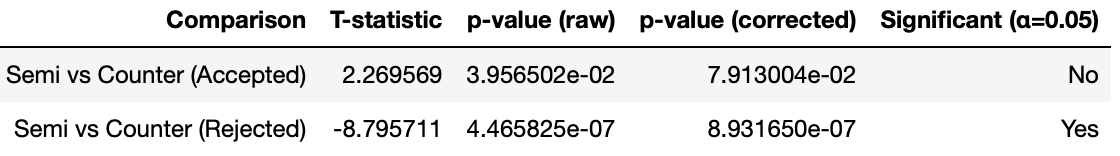 Comparison T-statistic p-value (raw) p-value (corrected) Significant (α=0.05)
Semi vs Counter (Accepted) 2.269569 3.956502e-02 7.913004e-02 No
Semi vs Counter (Rejected) -8.795711 4.465825e-07 8.931650e-07 Yes